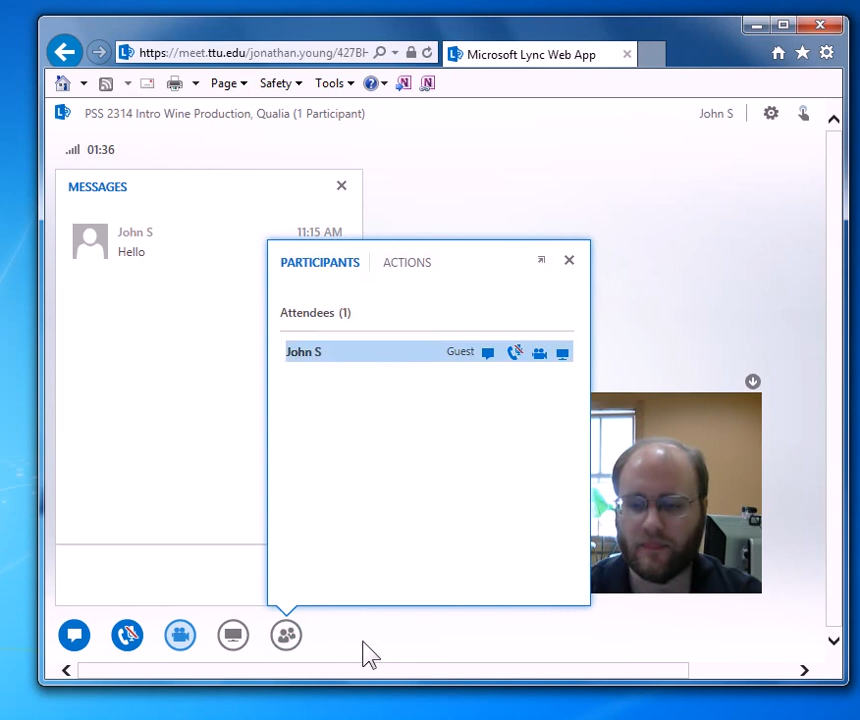 https://meet.ttu.edu/jonathan.young/427BH
Microsoft Lync Web App
Page Safety Tools
PSS 2314 Intro Wine Production, Qualia (1 Participant)
John S
01:36
MESSAGES
John S 11:15 AM
Hello
PARTICIPANTS ACTIONS
Attendees (1)
John S Guest